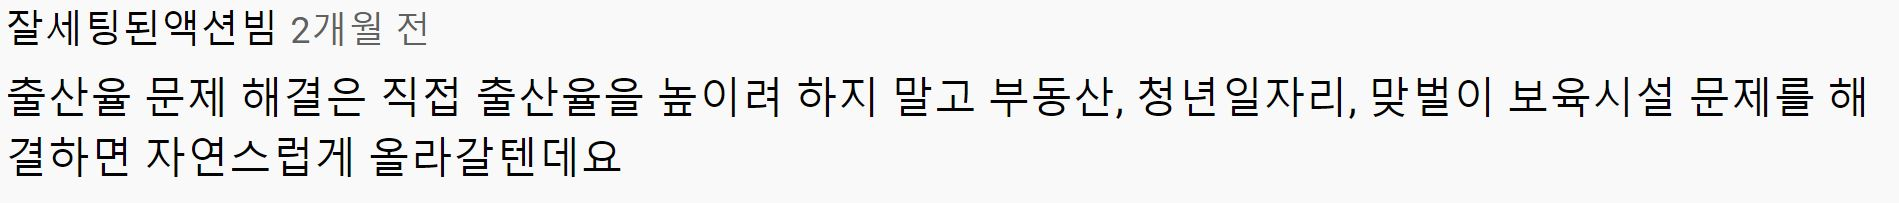 잘세팅된액션빔 2개월 전
출산율 문제 해결은 직접 출산율을 높이려 하지 말고 부동산, 청년일자리, 맞벌이 보육시설 문제를 해
결하면 자연스럽게 올라갈텐데요